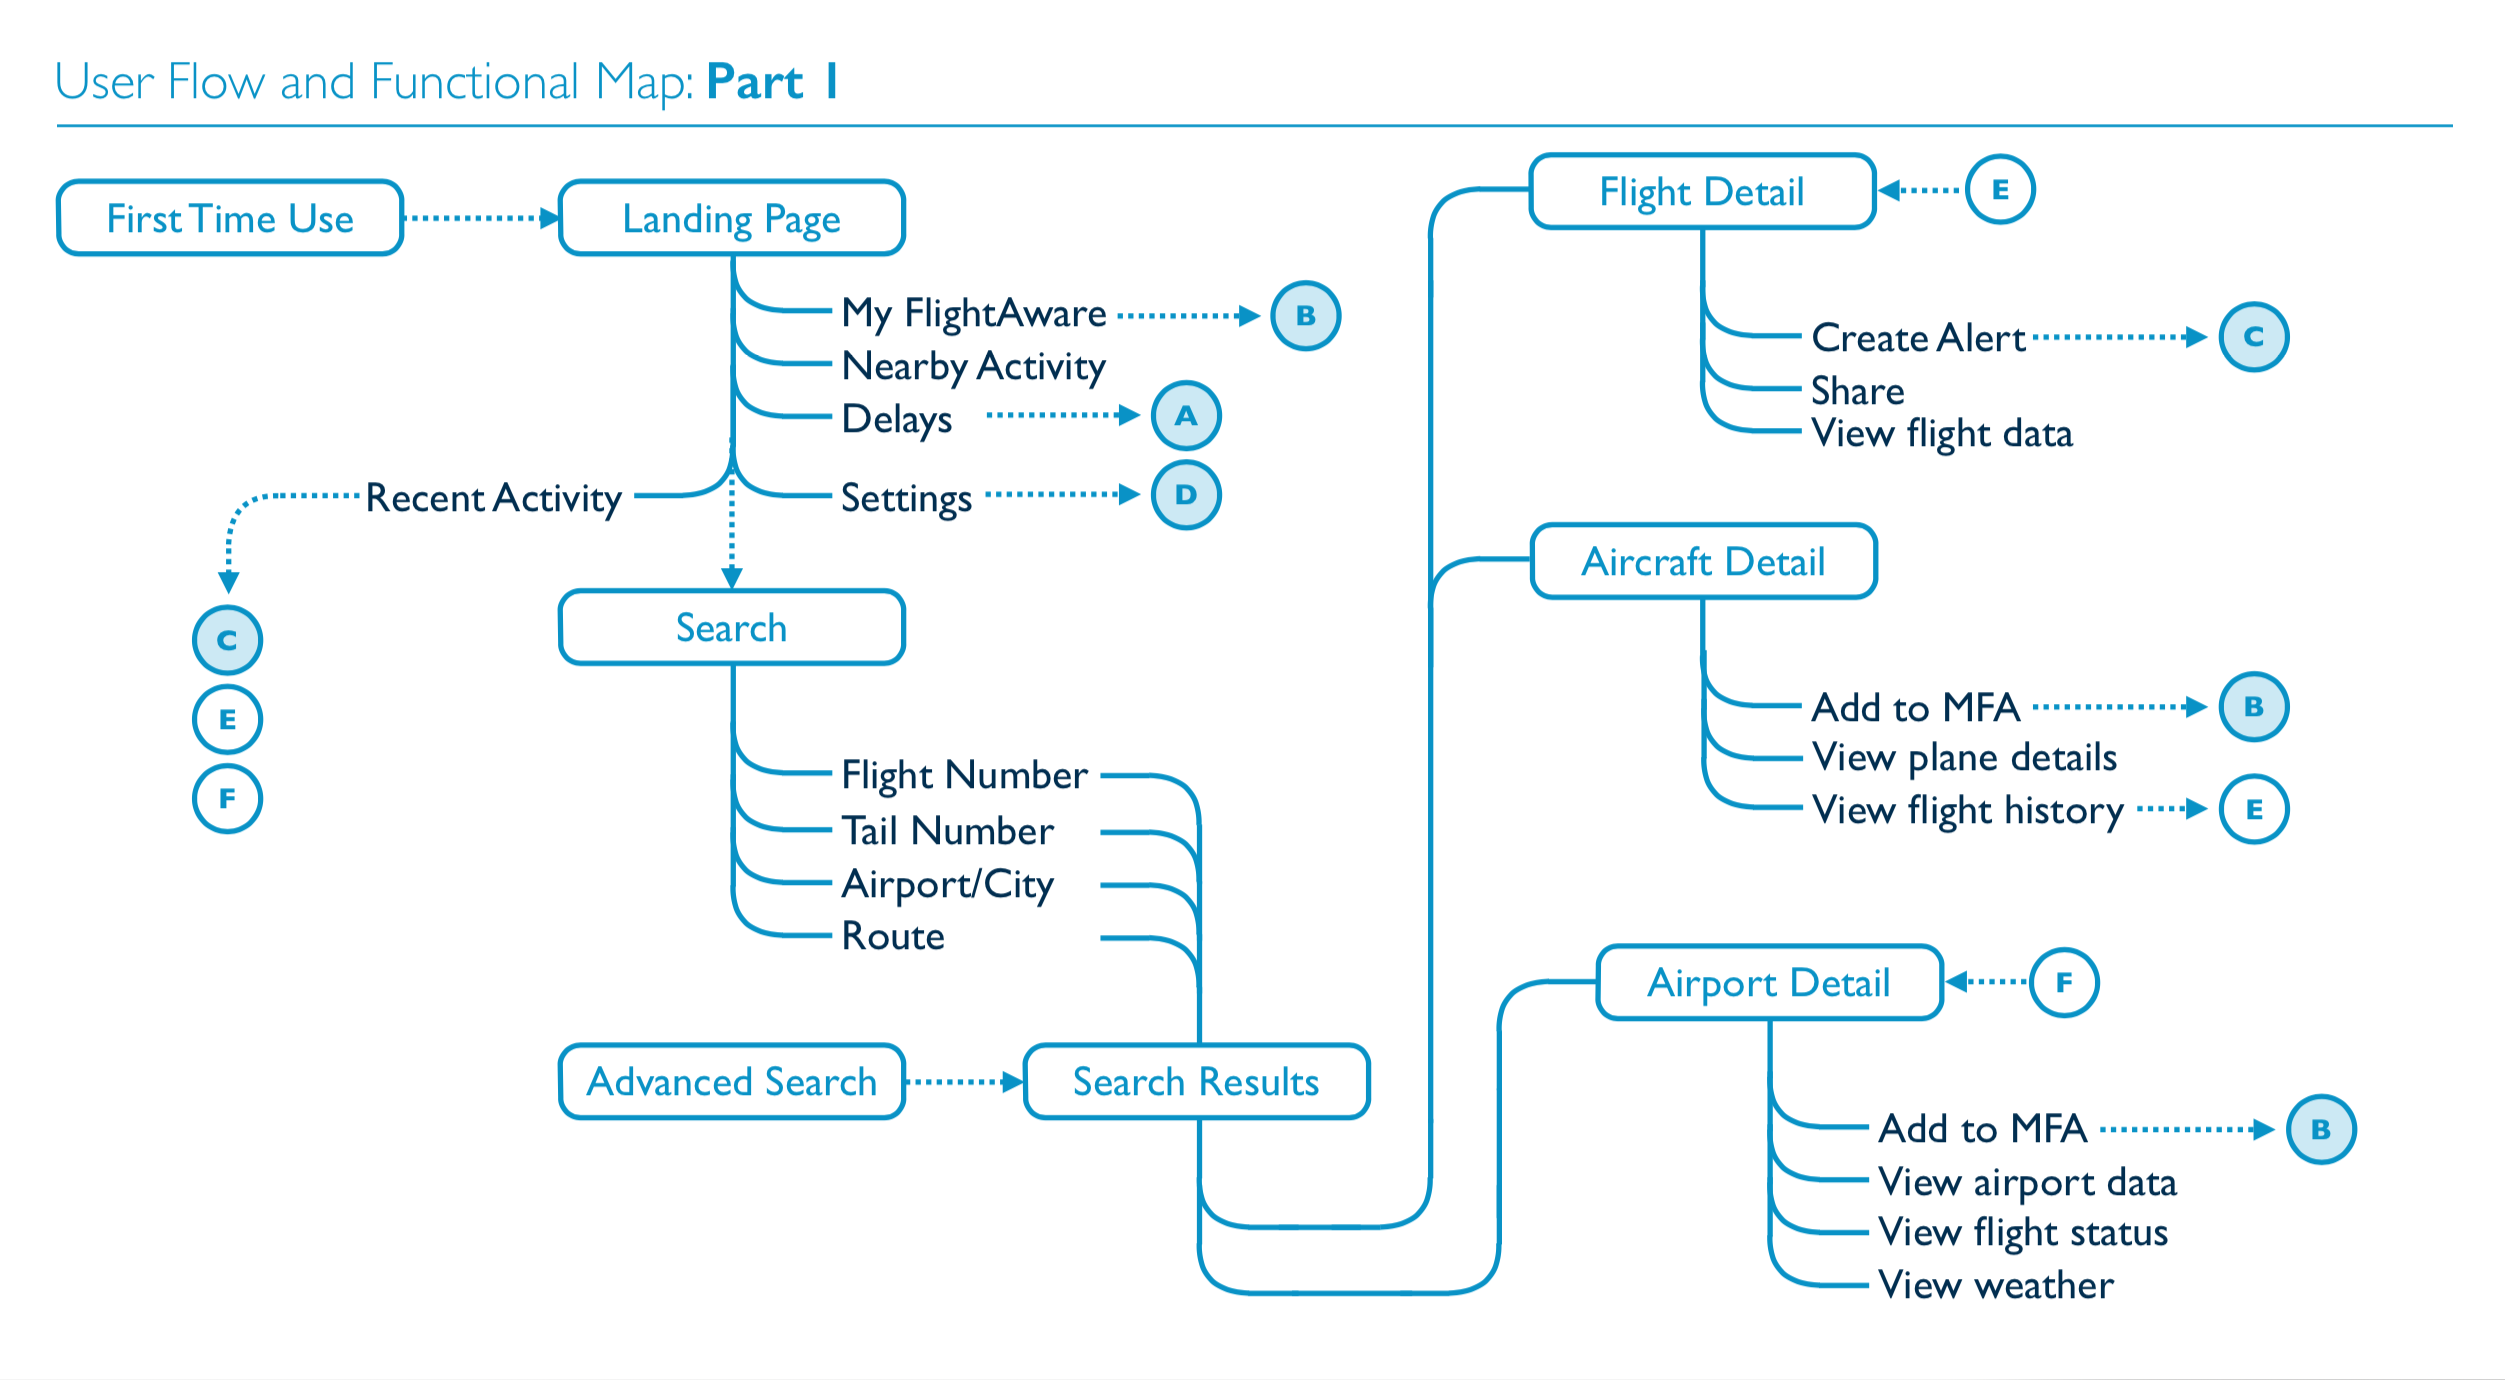 User Flow and Functional Map: Part I
First Time Use
Landing Page
My FlightAware
B
Nearby Activity
Delays
A
Recent Activity
Settings
D
C
E
F
Search
Flight Number
Tail Number
Airport/City
Route
Advanced Search
Search Results
Flight Detail
E
Create Alert
C
Share
View flight data
Aircraft Detail
Add to MFA
B
View plane details
View flight history
E
Airport Detail
F
Add to MFA
B
View airport data
View flight status
View weather